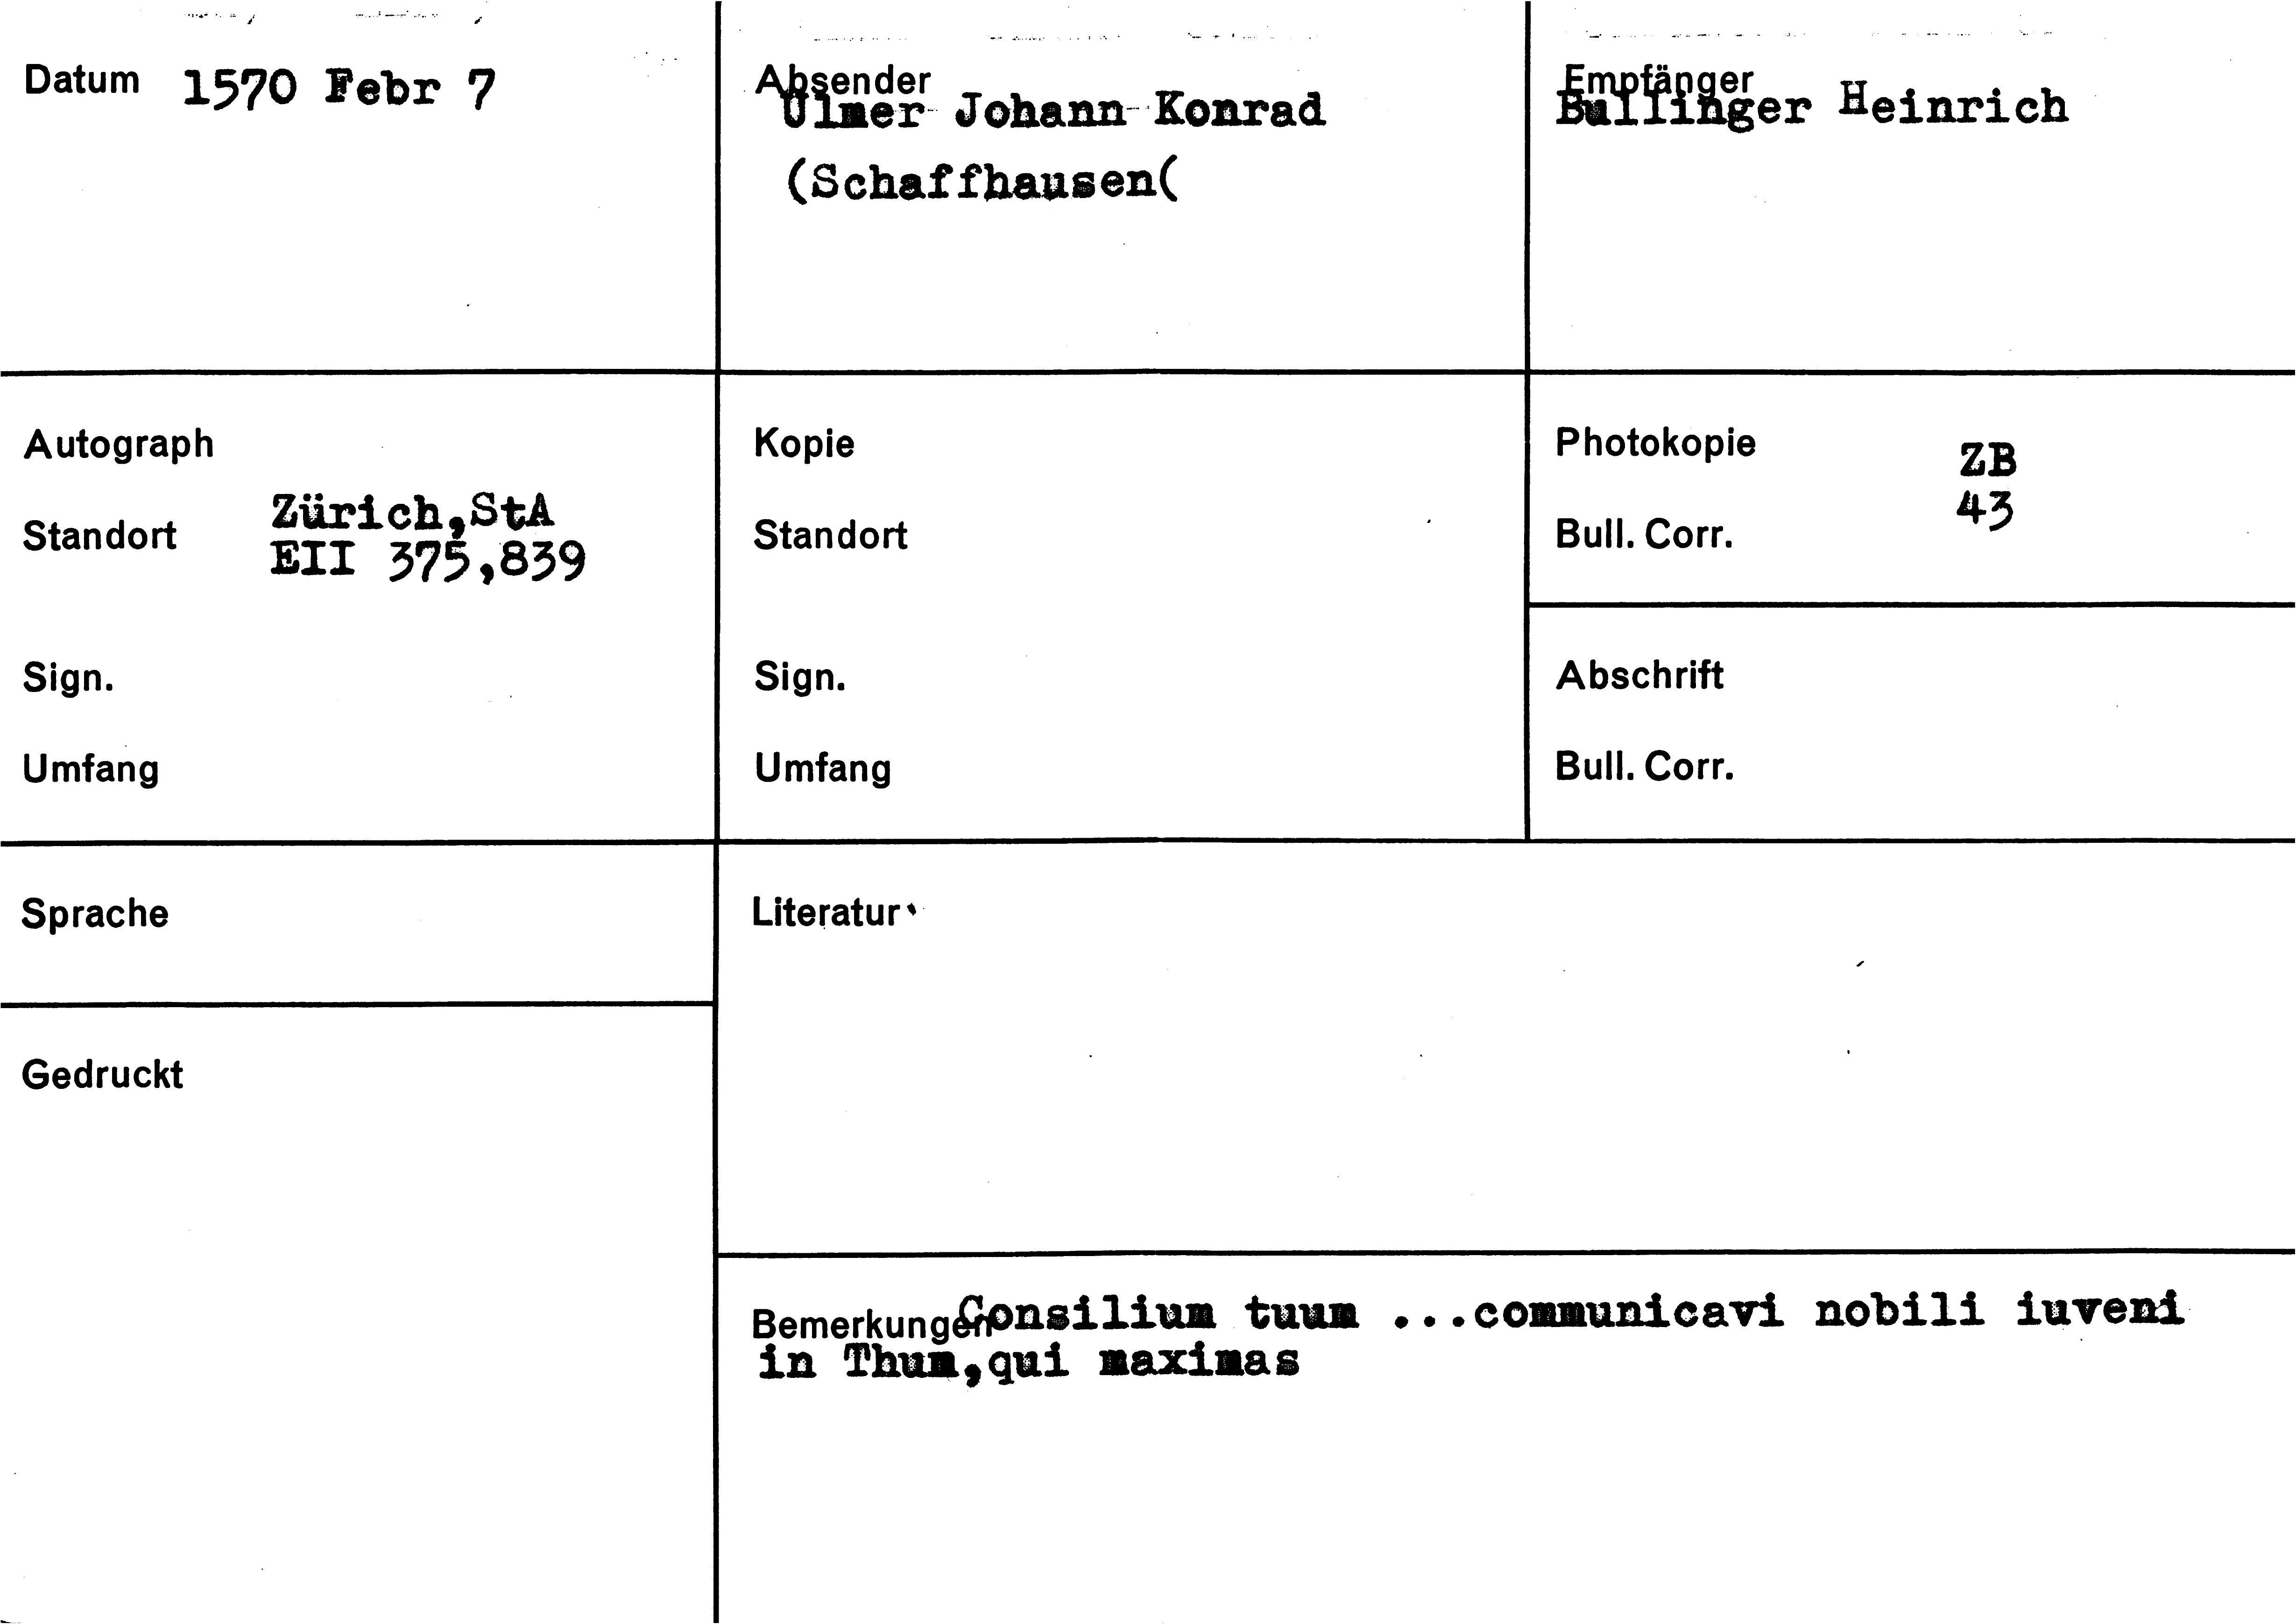 Datum 1570 Febr 7
Absender
Ulmer Johann Konrad
(Schaffhausen(
Empfänger
Bullinger Heinrich
Autograph
Standort Zürich,StA
EII 375,839
Sign.
Umfang
Kopie
Standort
Sign.
Umfang
Photokopie ZB
Bull. Corr. 43
Abschrift
Bull. Corr.
Sprache
Literatur
Gedruckt
Bemerkungen Consilium tuum ...communicavi nobili iuveni
in Thum,qui maximas